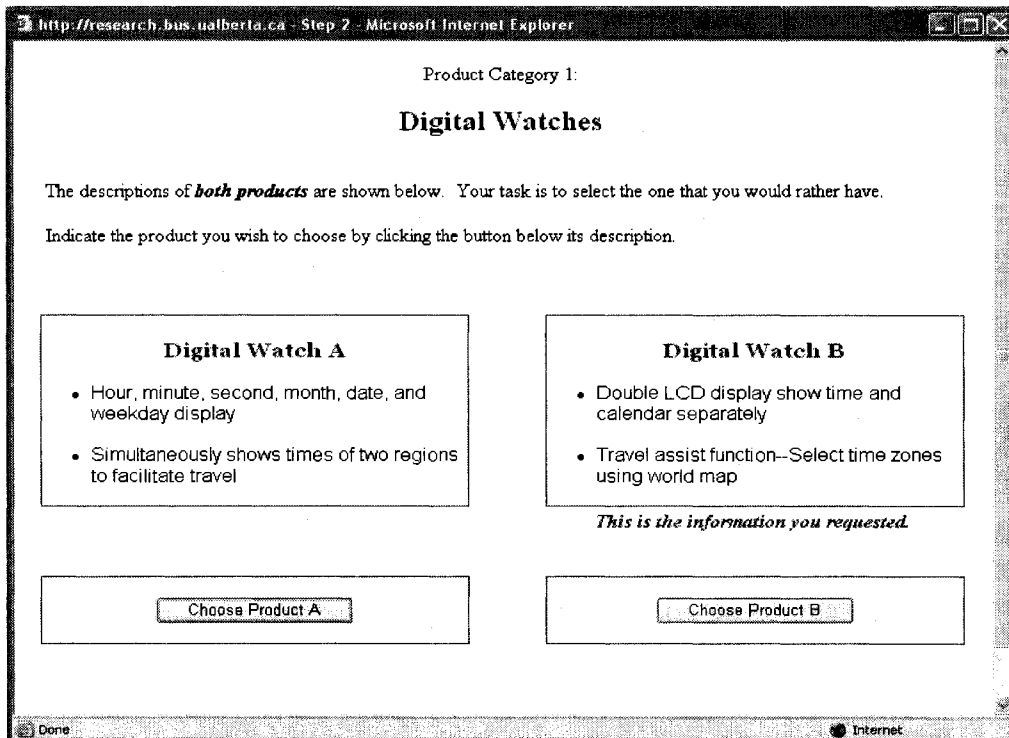 http://research.bus.ualberta.ca - Step 2 - Microsoft Internet Explorer
Product Category 1:
Digital Watches
The descriptions of both products are shown below. Your task is to select the one that you would rather have.
Indicate the product you wish to choose by clicking the button below its description.
Digital Watch A
• Hour, minute, second, month, date, and
weekday display
• Simultaneously shows times of two regions
to facilitate travel
Digital Watch B
• Double LCD display show time and
calendar separately
• Travel assist function--Select time zones
using world map
This is the information you requested.
Choose Product A
Choose Product B
Done
Internet